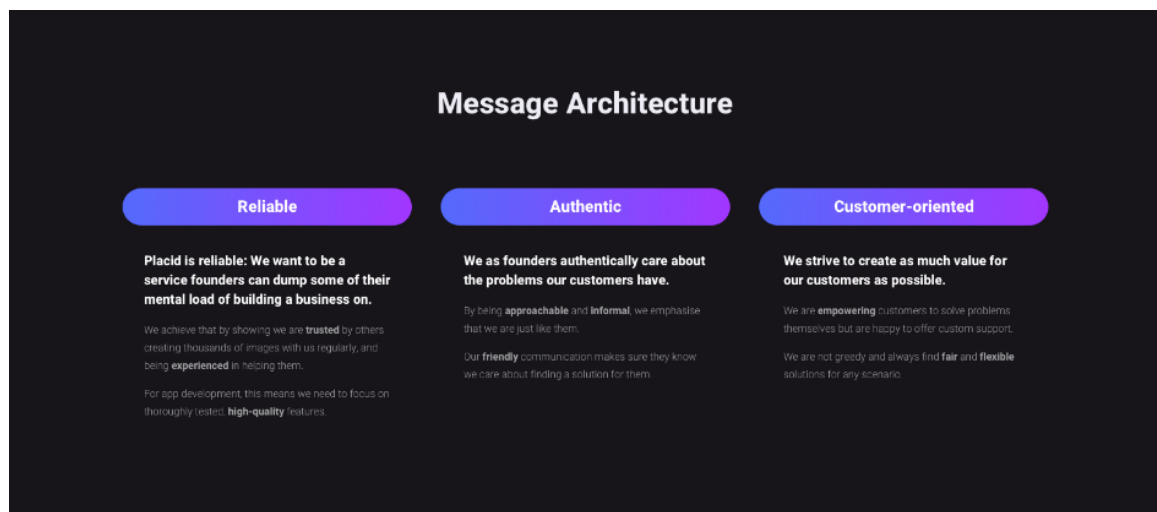 Message Architecture
Reliable
Placid is reliable: We want to be a
service founders can dump some of their
mental load of building a business on.
We achieve that by showing we are trusted by others
creating thousands of images with us regularly, and
being experienced in helping them.
For app development, this means we need to focus on
thoroughly tested, high-quality features.
Authentic
We as founders authentically care about
the problems our customers have.
By being approachable and informal, we emphasise
that we are just like them.
Our friendly communication makes sure they know
we care about finding a solution for them.
Customer-oriented
We strive to create as much value for
our customers as possible.
We are empowering customers to solve problems
themselves but are happy to offer custom support.
We are not greedy and always find fair and flexible
solutions for any scenario.